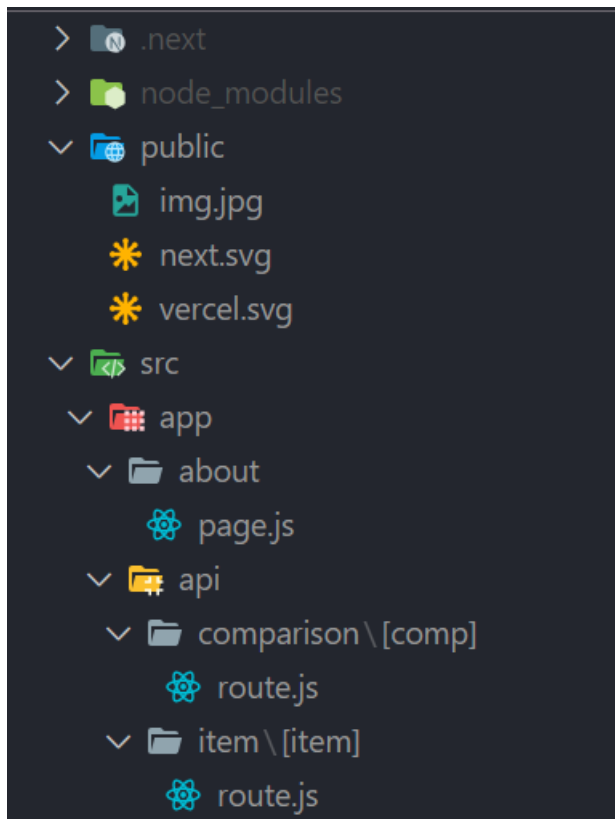 .next
node_modules
public
img.jpg
next.svg
vercel.svg
src
app
about
page.js
api
comparison\[comp]
route.js
item\[item]
route.js